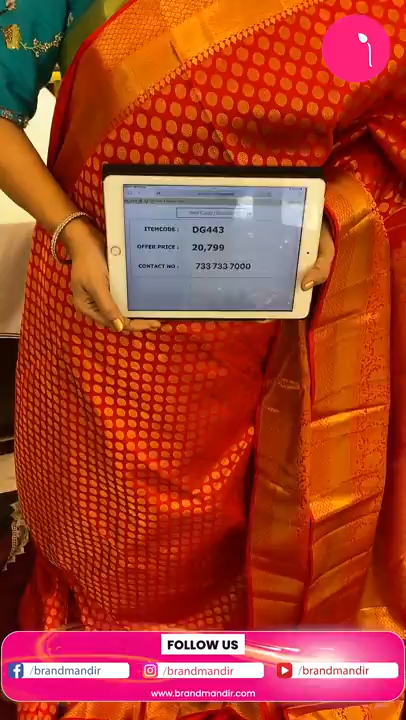 ITEMCODE : DG443
OFFER PRICE : 20,799
CONTACT NO : 733 733 7000
FOLLOW US
/brandmandir /brandmandir /brandmandir
www.brandmandir.com